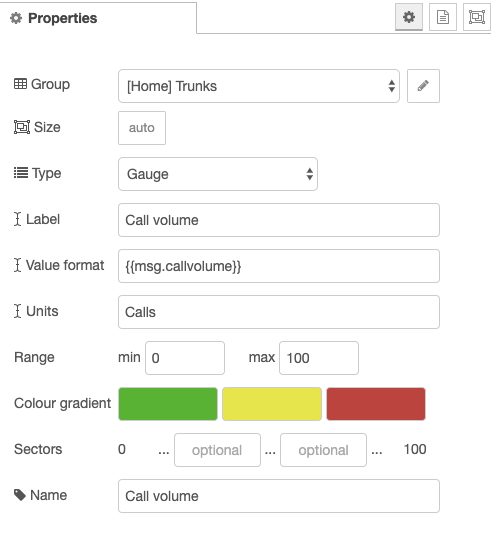 Properties
Group [Home] Trunks
Size auto
Type Gauge
Label Call volume
Value format {{msg.callvolume}}
Units Calls
Range min 0 max 100
Colour gradient
Sectors 0 ... optional ... optional ... 100
Name Call volume